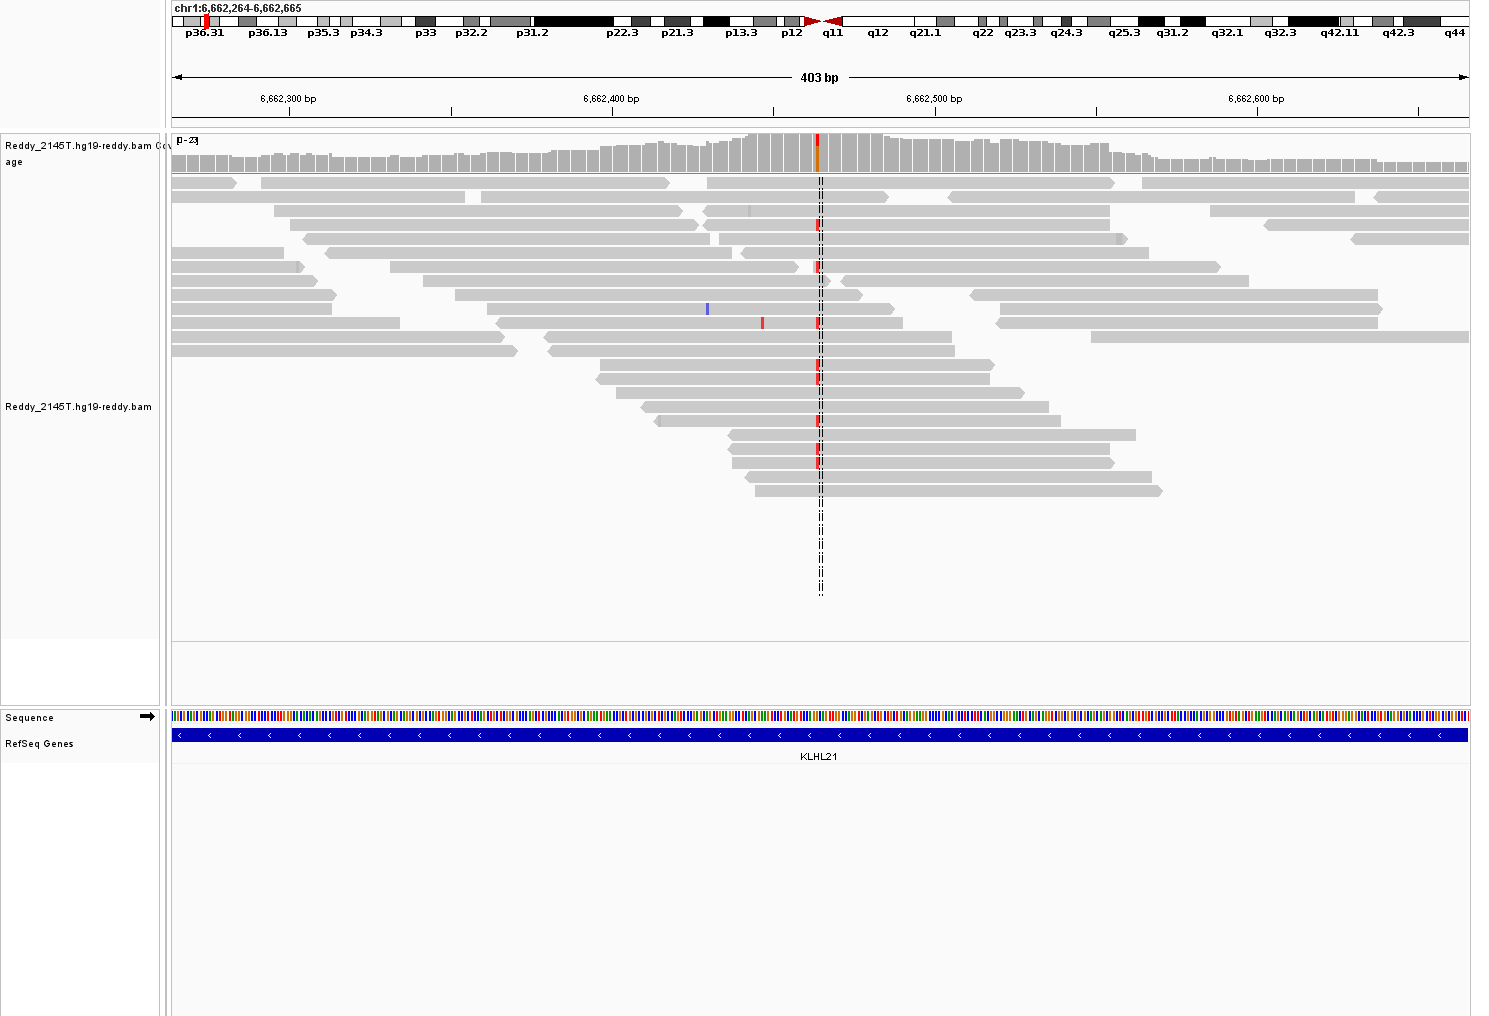 chr1:6,662,264-6,662,665
p36.31 p36.13 p35.3 p34.3 p33 p32.2 p31.2 p22.3 p21.3 p13.3 p12 q11 q12 q21.1 q22 q23.3 q24.3 q25.3 q31.2 q32.1 q32.3 q42.11 q42.3 q44
403 bp
6,662,300 bp 6,662,400 bp 6,662,500 bp 6,662,600 bp
Reddy_2145T.hg19-reddy.bam Cov
age
[0-23]
Reddy_2145T.hg19-reddy.bam
Sequence
RefSeq Genes
KLHL21